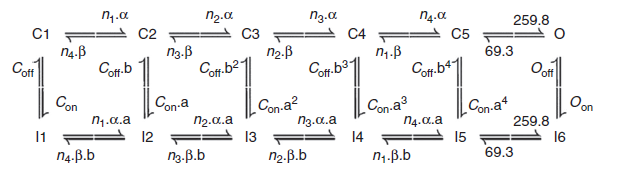 n₁.α n₂.α n₃.α n₄.α 259.8
C1 C2 C3 C4 C5 O
n₄.β n₃.β n₂.β n₁.β 69.3
Coff Coff.b Coff.b² Coff.b³ Coff.b⁴ Ooff
Con Con.a Con.a² Con.a³ Con.a⁴ Oon
n₁.α.a n₂.α.a n₃.α.a n₄.α.a 259.8
I1 I2 I3 I4 I5 I6
n₄.β.b n₃.β.b n₂.β.b n₁.β.b 69.3